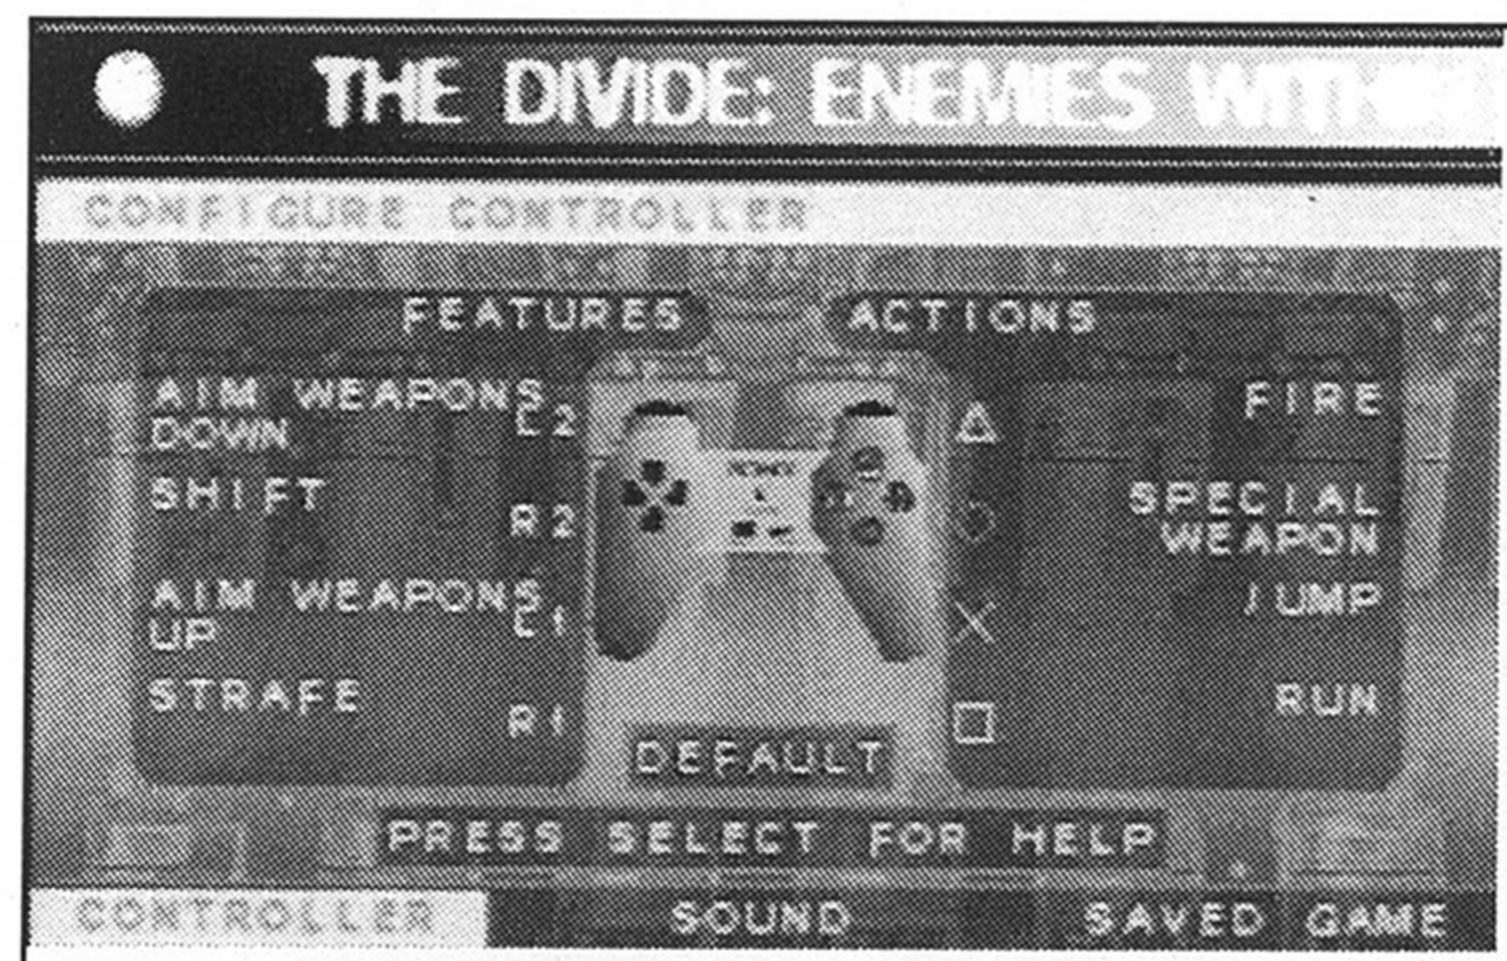 THE DIVIDE: ENEMIES WITHIN
CONFIGURE CONTROLLER
FEATURES
ACTIONS
AIM WEAPONS
DOWN
L2
SHIFT
R2
AIM WEAPONS
UP
L1
STRAFE
R1
FIRE
SPECIAL
WEAPON
JUMP
RUN
DEFAULT
PRESS SELECT FOR HELP
CONTROLLER
SOUND
SAVED GAME